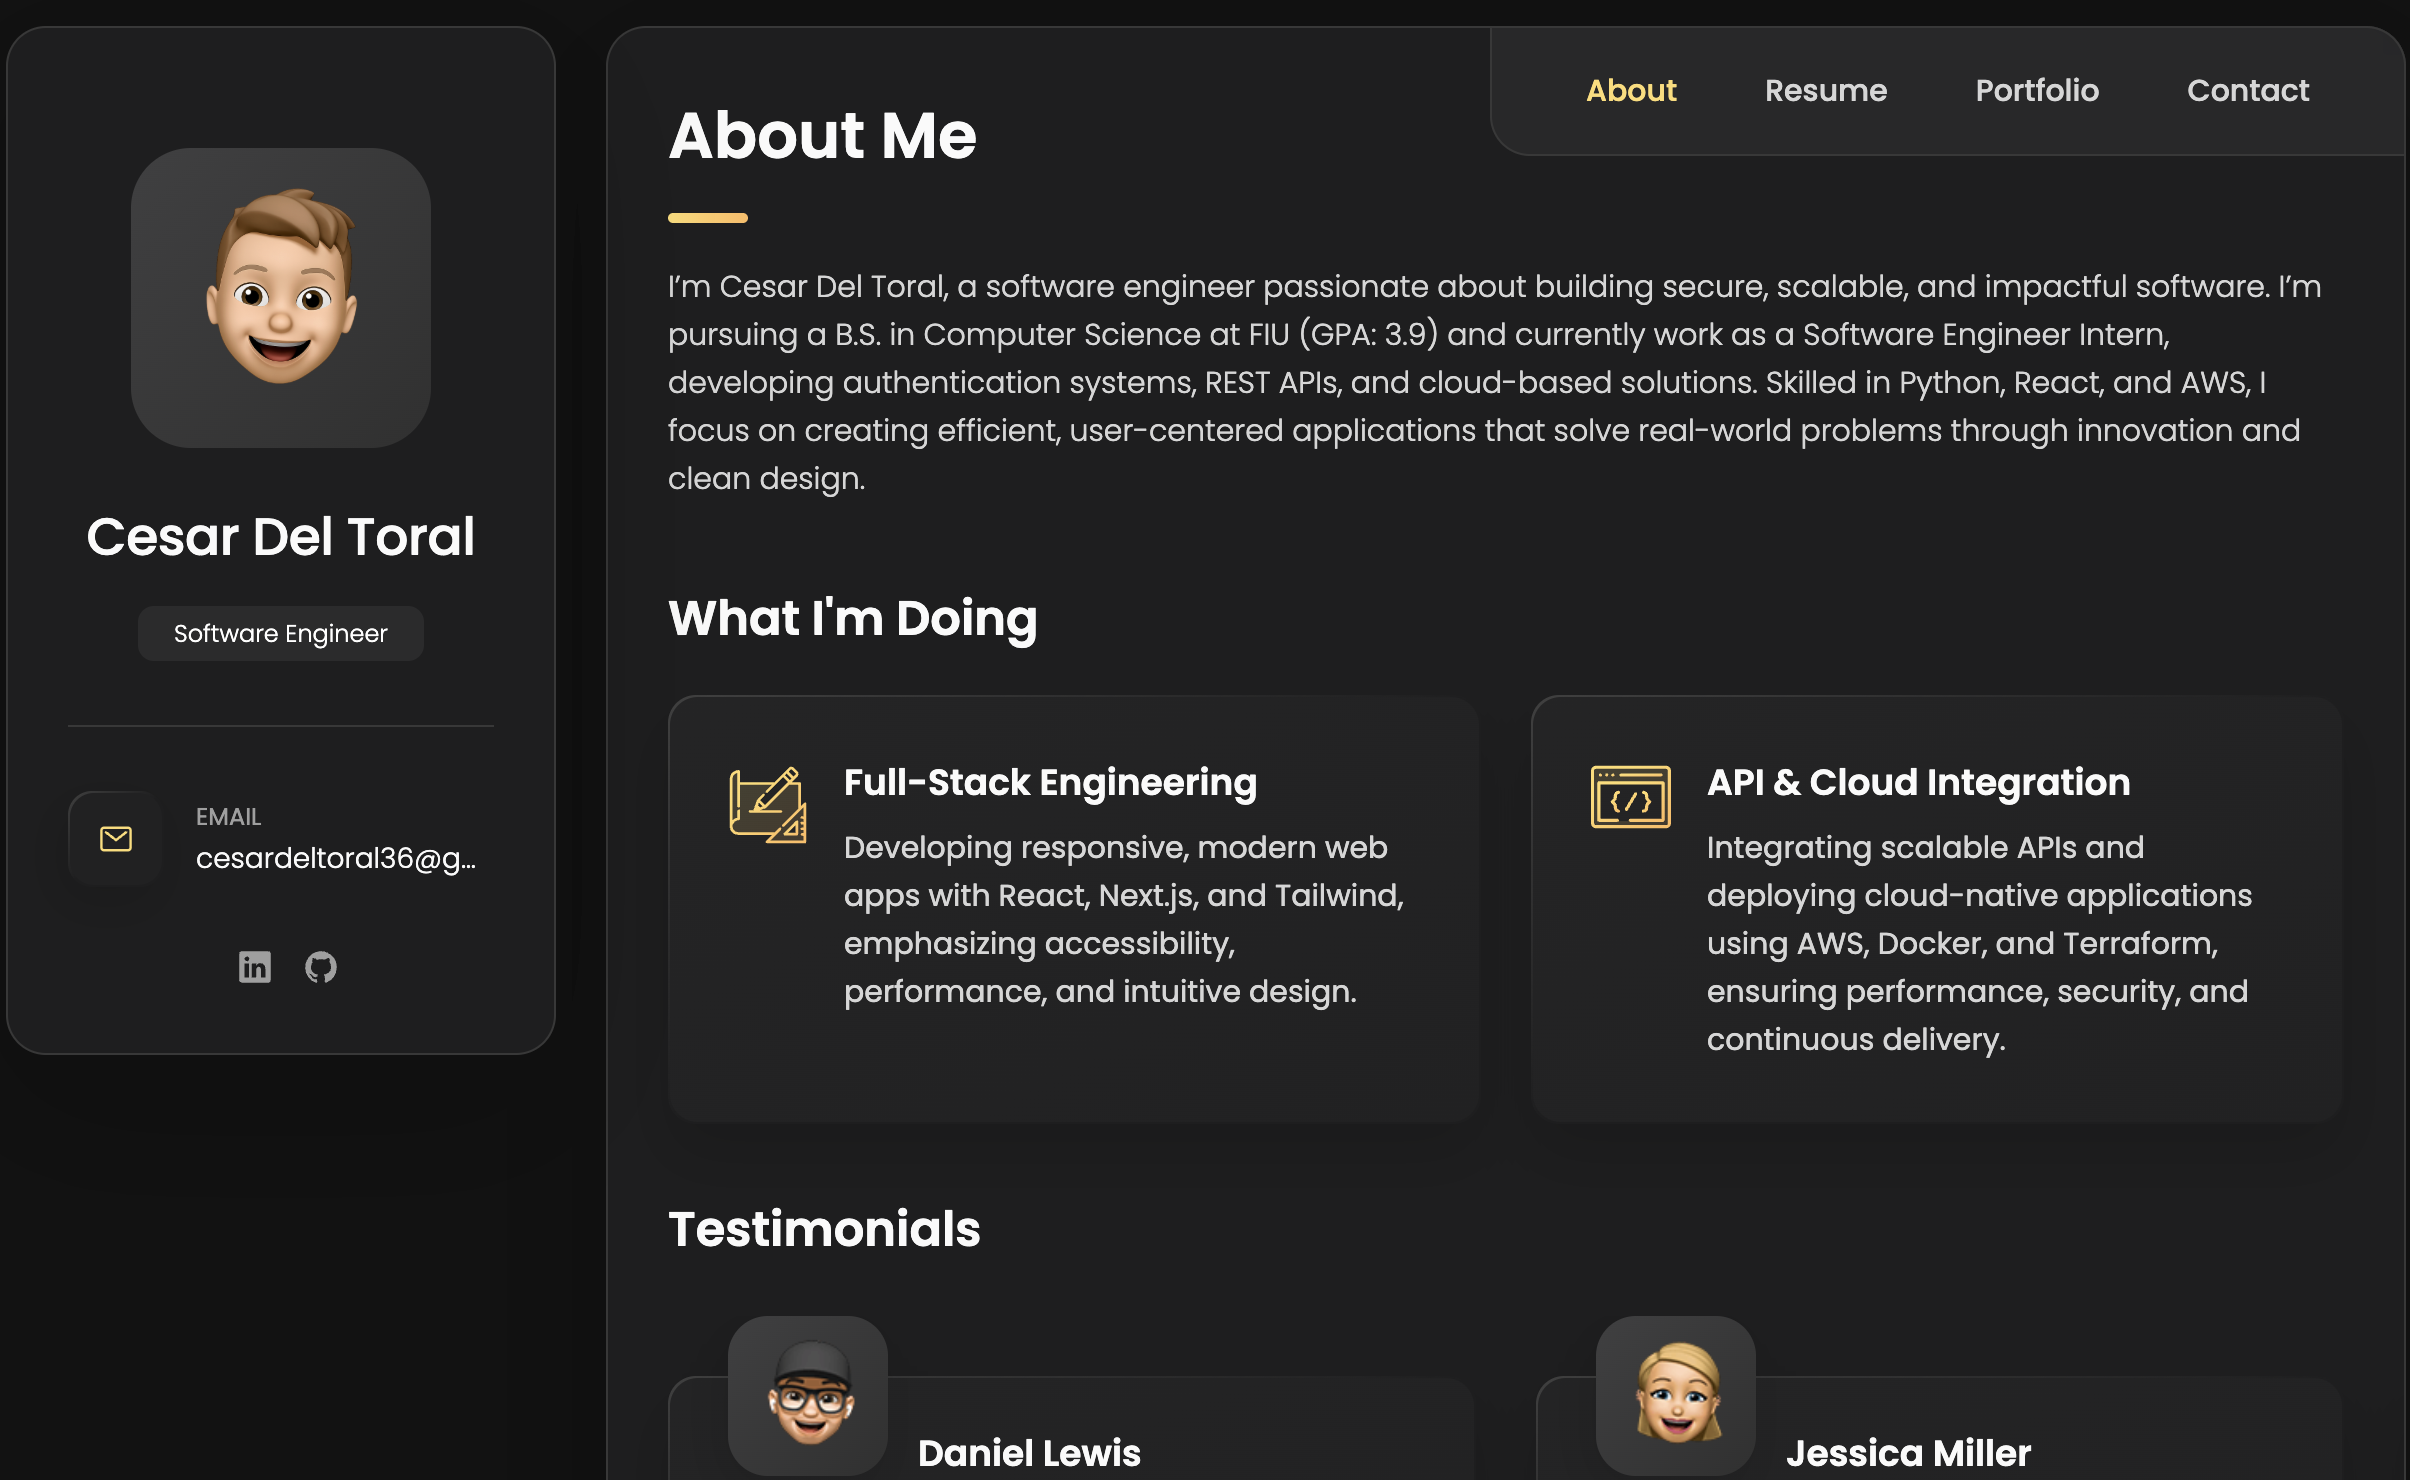 Cesar Del Toral
Software Engineer
EMAIL
cesardeltoral36@g...
About
Resume
Portfolio
Contact
About Me
I’m Cesar Del Toral, a software engineer passionate about building secure, scalable, and impactful software. I’m
pursuing a B.S. in Computer Science at FIU (GPA: 3.9) and currently work as a Software Engineer Intern,
developing authentication systems, REST APIs, and cloud-based solutions. Skilled in Python, React, and AWS, I
focus on creating efficient, user-centered applications that solve real-world problems through innovation and
clean design.
What I'm Doing
Full-Stack Engineering
Developing responsive, modern web
apps with React, Next.js, and Tailwind,
emphasizing accessibility,
performance, and intuitive design.
API & Cloud Integration
Integrating scalable APIs and
deploying cloud-native applications
using AWS, Docker, and Terraform,
ensuring performance, security, and
continuous delivery.
Testimonials
Daniel Lewis
Jessica Miller